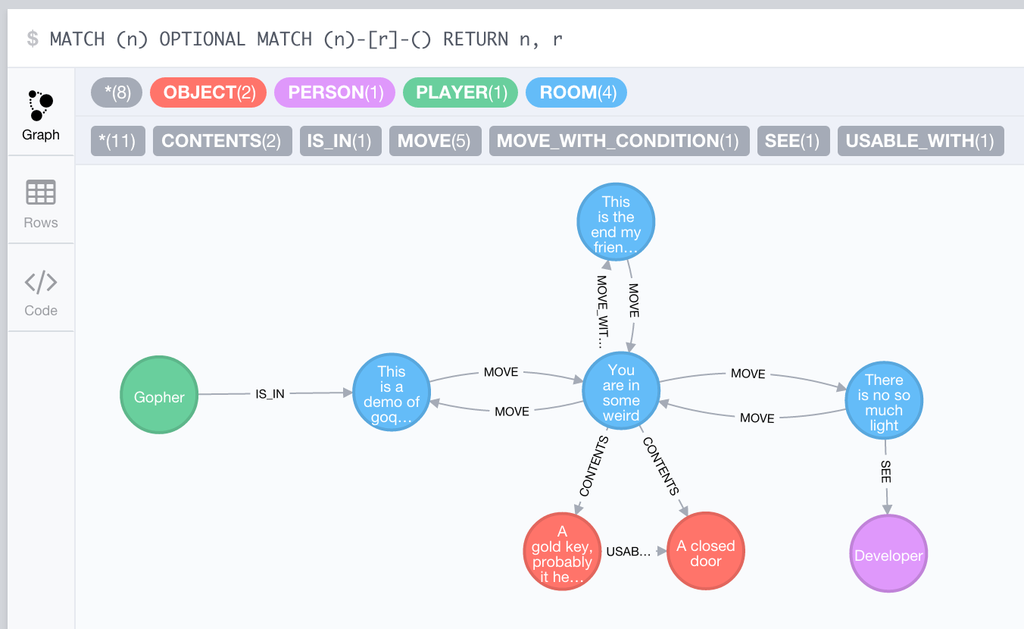 $ MATCH (n) OPTIONAL MATCH (n)-[r]-() RETURN n, r
Graph
Rows
Code
*(8) OBJECT(2) PERSON(1) PLAYER(1) ROOM(4)
*(11) CONTENTS(2) IS_IN(1) MOVE(5) MOVE_WITH_CONDITION(1) SEE(1) USABLE_WITH(1)
This
is the
end my
frien...
MOVE_WIT...
MOVE
Gopher
IS_IN
This
is a
demo of
goq...
MOVE
MOVE
You
are in
some
weird
MOVE
MOVE
There
is no so
much
light
CONTENTS
CONTENTS
SEE
A
gold key,
probably
it he...
USAB...
A closed
door
Developer